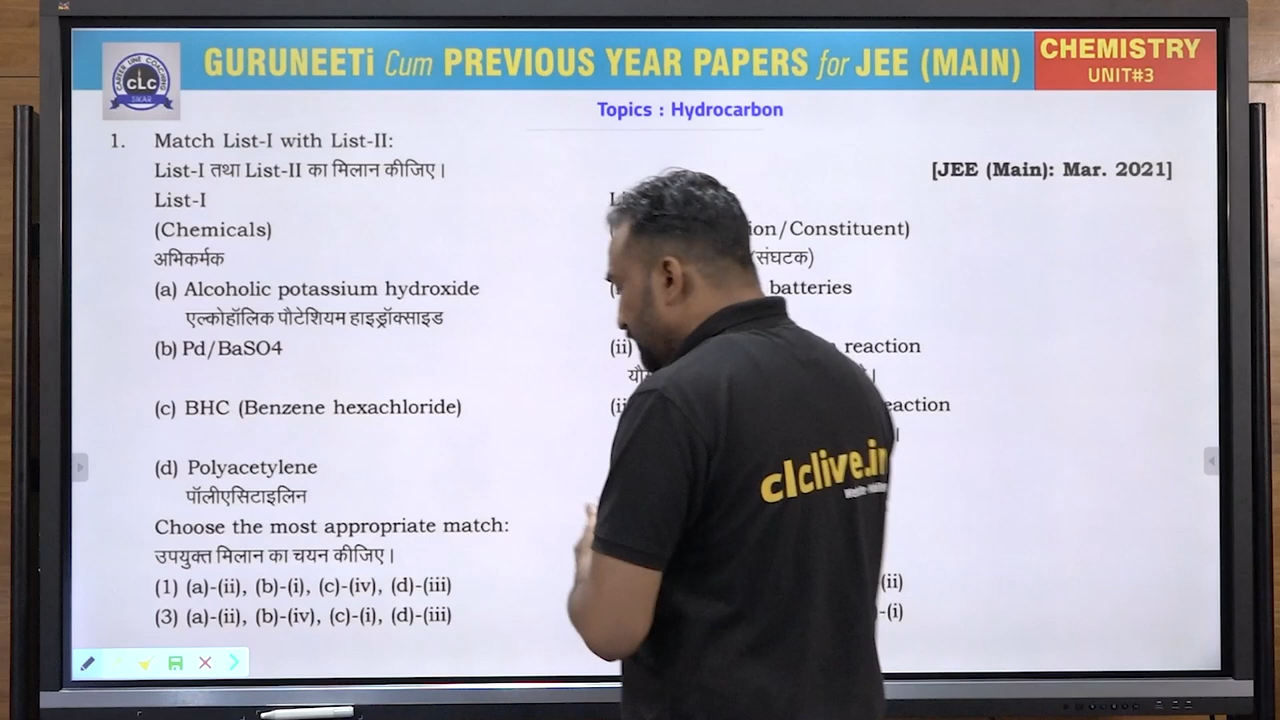 GURUNEETi Cum PREVIOUS YEAR PAPERS for JEE (MAIN)
CHEMISTRY
UNIT#3
CAREER LINE COACHING
CLC
SIKAR
Topics : Hydrocarbon
1. Match List-I with List-II:
List-I तथा List-II का मिलान कीजिए।
[JEE (Main): Mar. 2021]
List-I
(Chemicals)
ion/Constituent)
अभिकर्मक
(संघटक)
(a) Alcoholic potassium hydroxide
batteries
एल्कोहॉलिक पौटेशियम हाइड्रॉक्साइड
(b) Pd/BaSO4
(ii)
reaction
(c) BHC (Benzene hexachloride)
eaction
(d) Polyacetylene
पॉलीएसिटाइलिन
Choose the most appropriate match:
उपयुक्त मिलान का चयन कीजिए।
(1) (a)-(ii), (b)-(i), (c)-(iv), (d)-(iii)
(ii)
(3) (a)-(ii), (b)-(iv), (c)-(i), (d)-(iii)
-(i)
clclive.in